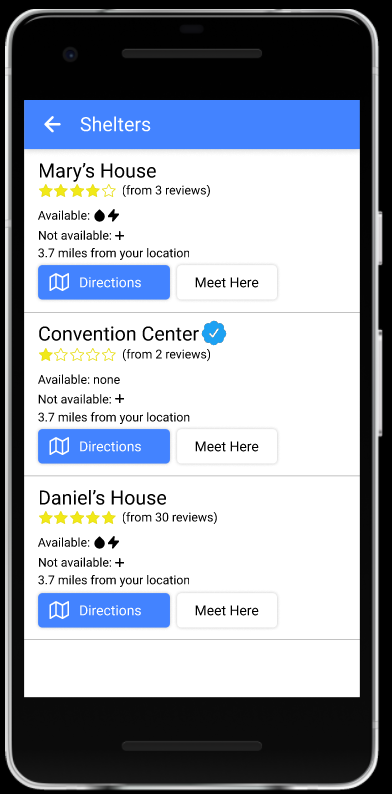 Shelters
Mary's House
(from 3 reviews)
Available:
Not available: +
3.7 miles from your location
Directions Meet Here
Convention Center
(from 2 reviews)
Available: none
Not available: +
3.7 miles from your location
Directions Meet Here
Daniel's House
(from 30 reviews)
Available:
Not available: +
3.7 miles from your location
Directions Meet Here